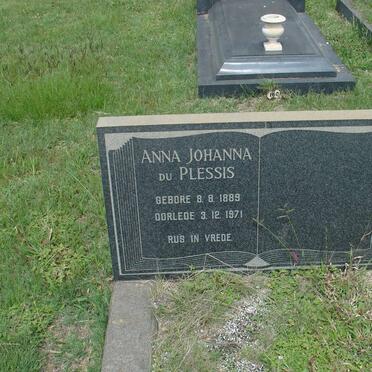 ANNA JOHANNA
DU PLESSIS
GEBORE 8. 8. 1889
OORLEDE 3. 12. 1971
RUS IN VREDE